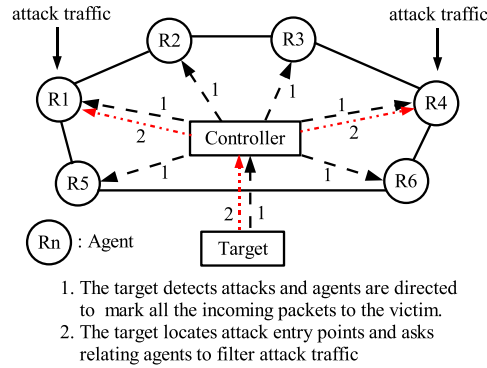 attack traffic
attack traffic
R2
R3
R1
R4
1
1
1
1
2
2
Controller
R5
1
1
R6
2
1
Rn : Agent
Target
1. The target detects attacks and agents are directed
to mark all the incoming packets to the victim.
2. The target locates attack entry points and asks
relating agents to filter attack traffic